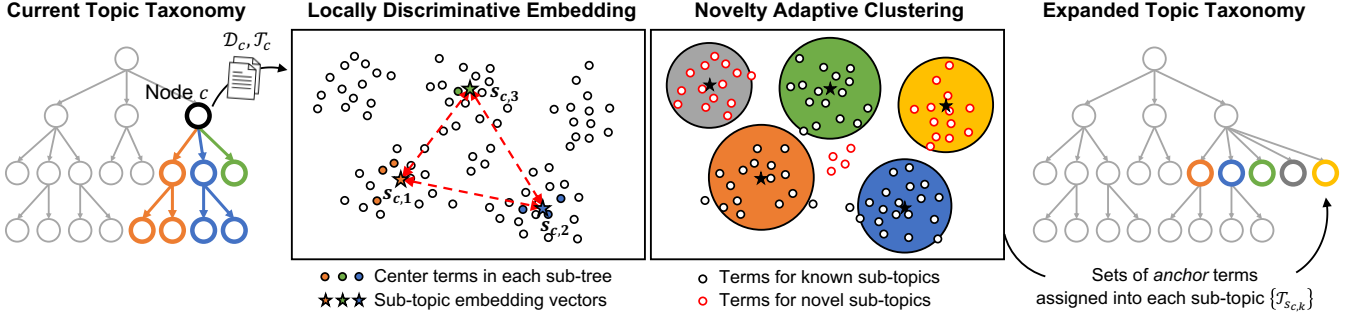 Current Topic Taxonomy
Locally Discriminative Embedding
Novelty Adaptive Clustering
Expanded Topic Taxonomy
𝒟c, 𝒯c
Node c
sc,3
sc,1
sc,2
Center terms in each sub-tree
Sub-topic embedding vectors
Terms for known sub-topics
Terms for novel sub-topics
Sets of anchor terms
assigned into each sub-topic {𝒯sc,k}